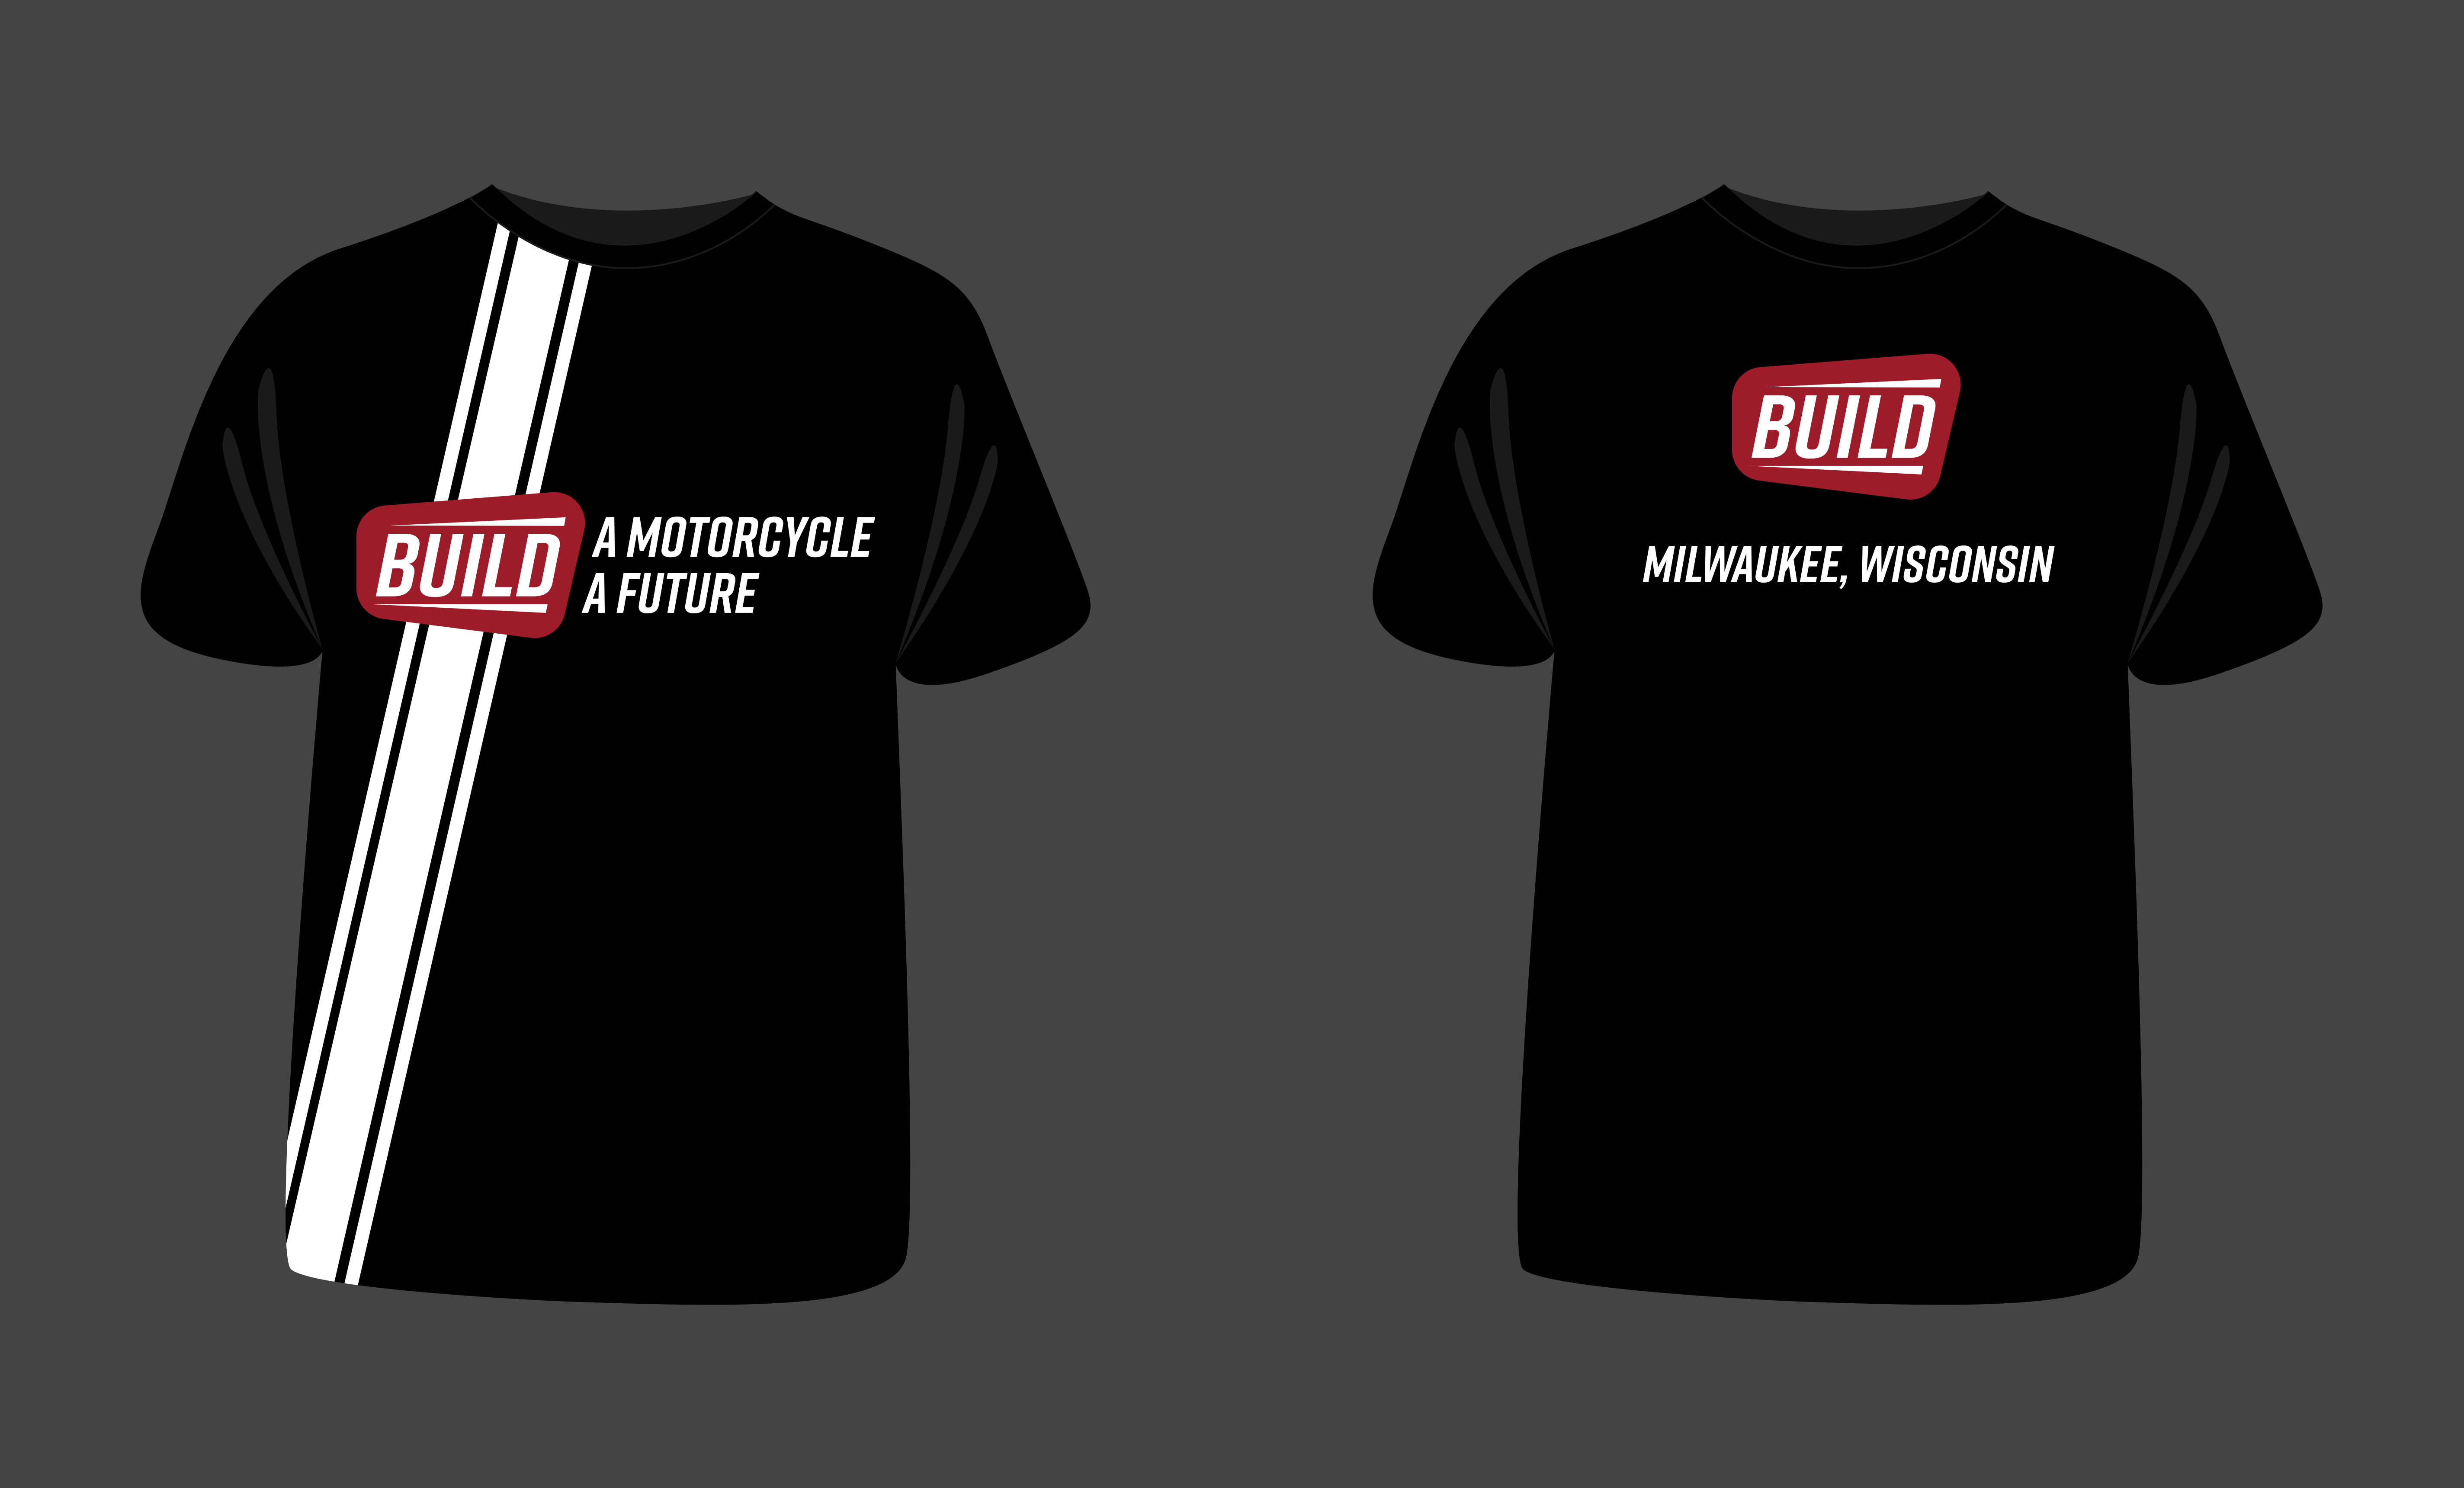 BUILD
A MOTORCYCLE
A FUTURE
BUILD
MILWAUKEE, WISCONSIN